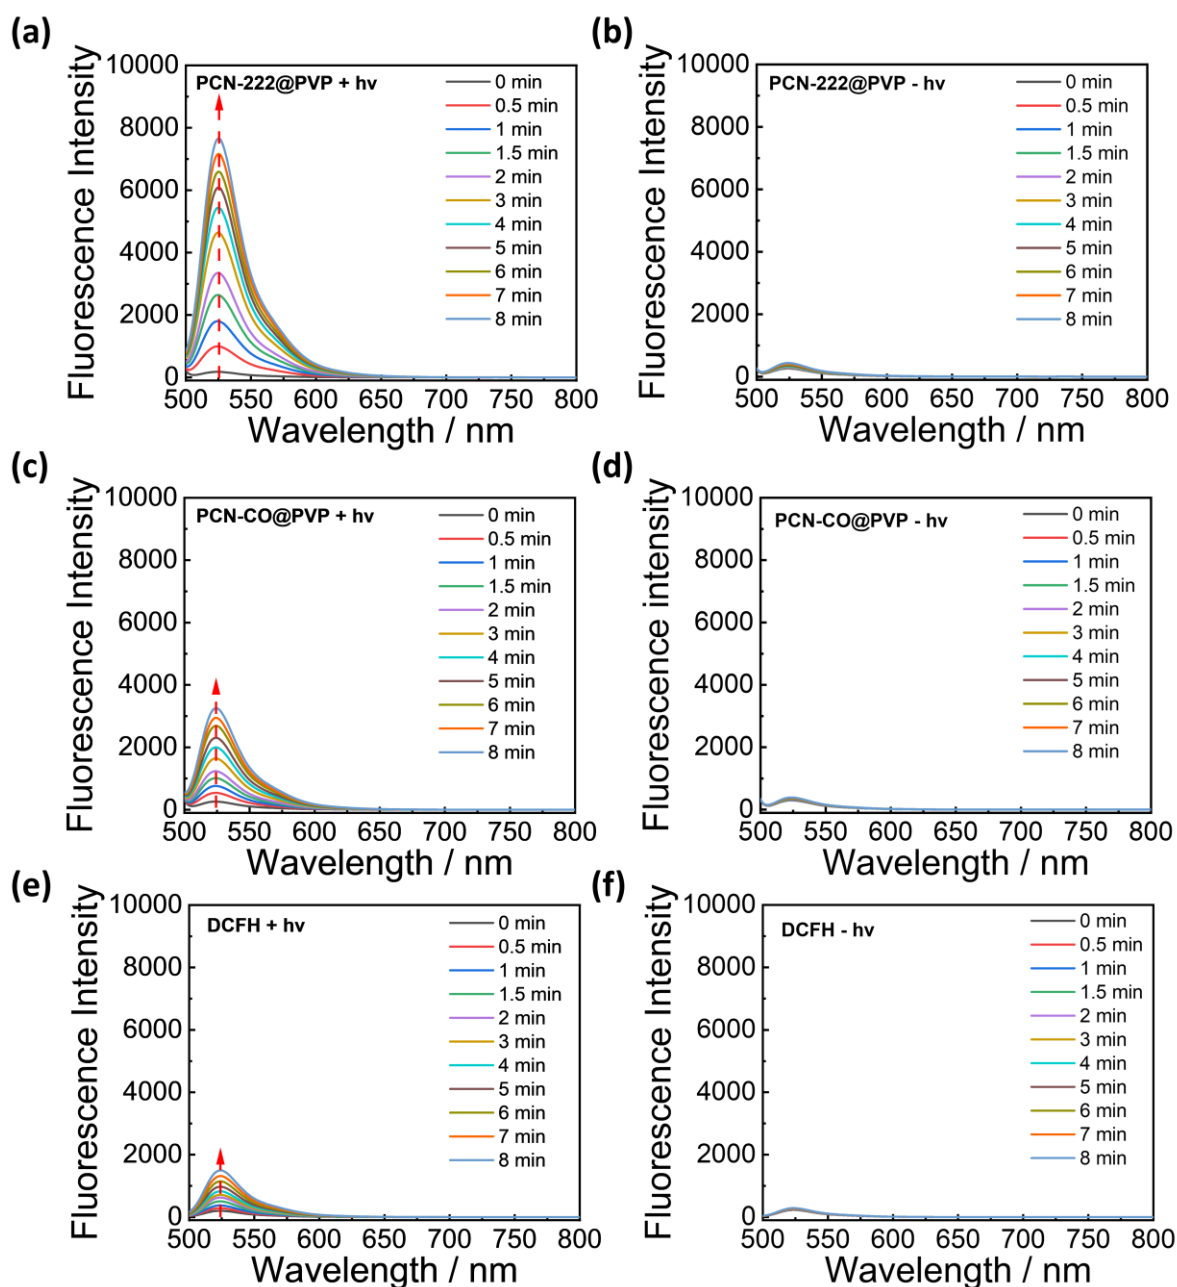 (a)
Fluorescence Intensity
10000
8000
6000
4000
2000
0
PCN-222@PVP + hv
0 min
0.5 min
1 min
1.5 min
2 min
3 min
4 min
5 min
6 min
7 min
8 min
500 550 600 650 700 750 800
Wavelength / nm
(b)
Fluorescence Intensity
10000
8000
6000
4000
2000
0
PCN-222@PVP - hv
0 min
0.5 min
1 min
1.5 min
2 min
3 min
4 min
5 min
6 min
7 min
8 min
500 550 600 650 700 750 800
Wavelength / nm
(c)
Fluorescence Intensity
10000
8000
6000
4000
2000
0
PCN-CO@PVP + hv
0 min
0.5 min
1 min
1.5 min
2 min
3 min
4 min
5 min
6 min
7 min
8 min
500 550 600 650 700 750 800
Wavelength / nm
(d)
Fluorescence intensity
10000
8000
6000
4000
2000
0
PCN-CO@PVP - hv
0 min
0.5 min
1 min
1.5 min
2 min
3 min
4 min
5 min
6 min
7 min
8 min
500 550 600 650 700 750 800
Wavelength / nm
(e)
Fluorescence Intensity
10000
8000
6000
4000
2000
0
DCFH + hv
0 min
0.5 min
1 min
1.5 min
2 min
3 min
4 min
5 min
6 min
7 min
8 min
500 550 600 650 700 750 800
Wavelength / nm
(f)
Fluorescence Intensity
10000
8000
6000
4000
2000
0
DCFH - hv
0 min
0.5 min
1 min
1.5 min
2 min
3 min
4 min
5 min
6 min
7 min
8 min
500 550 600 650 700 750 800
Wavelength / nm